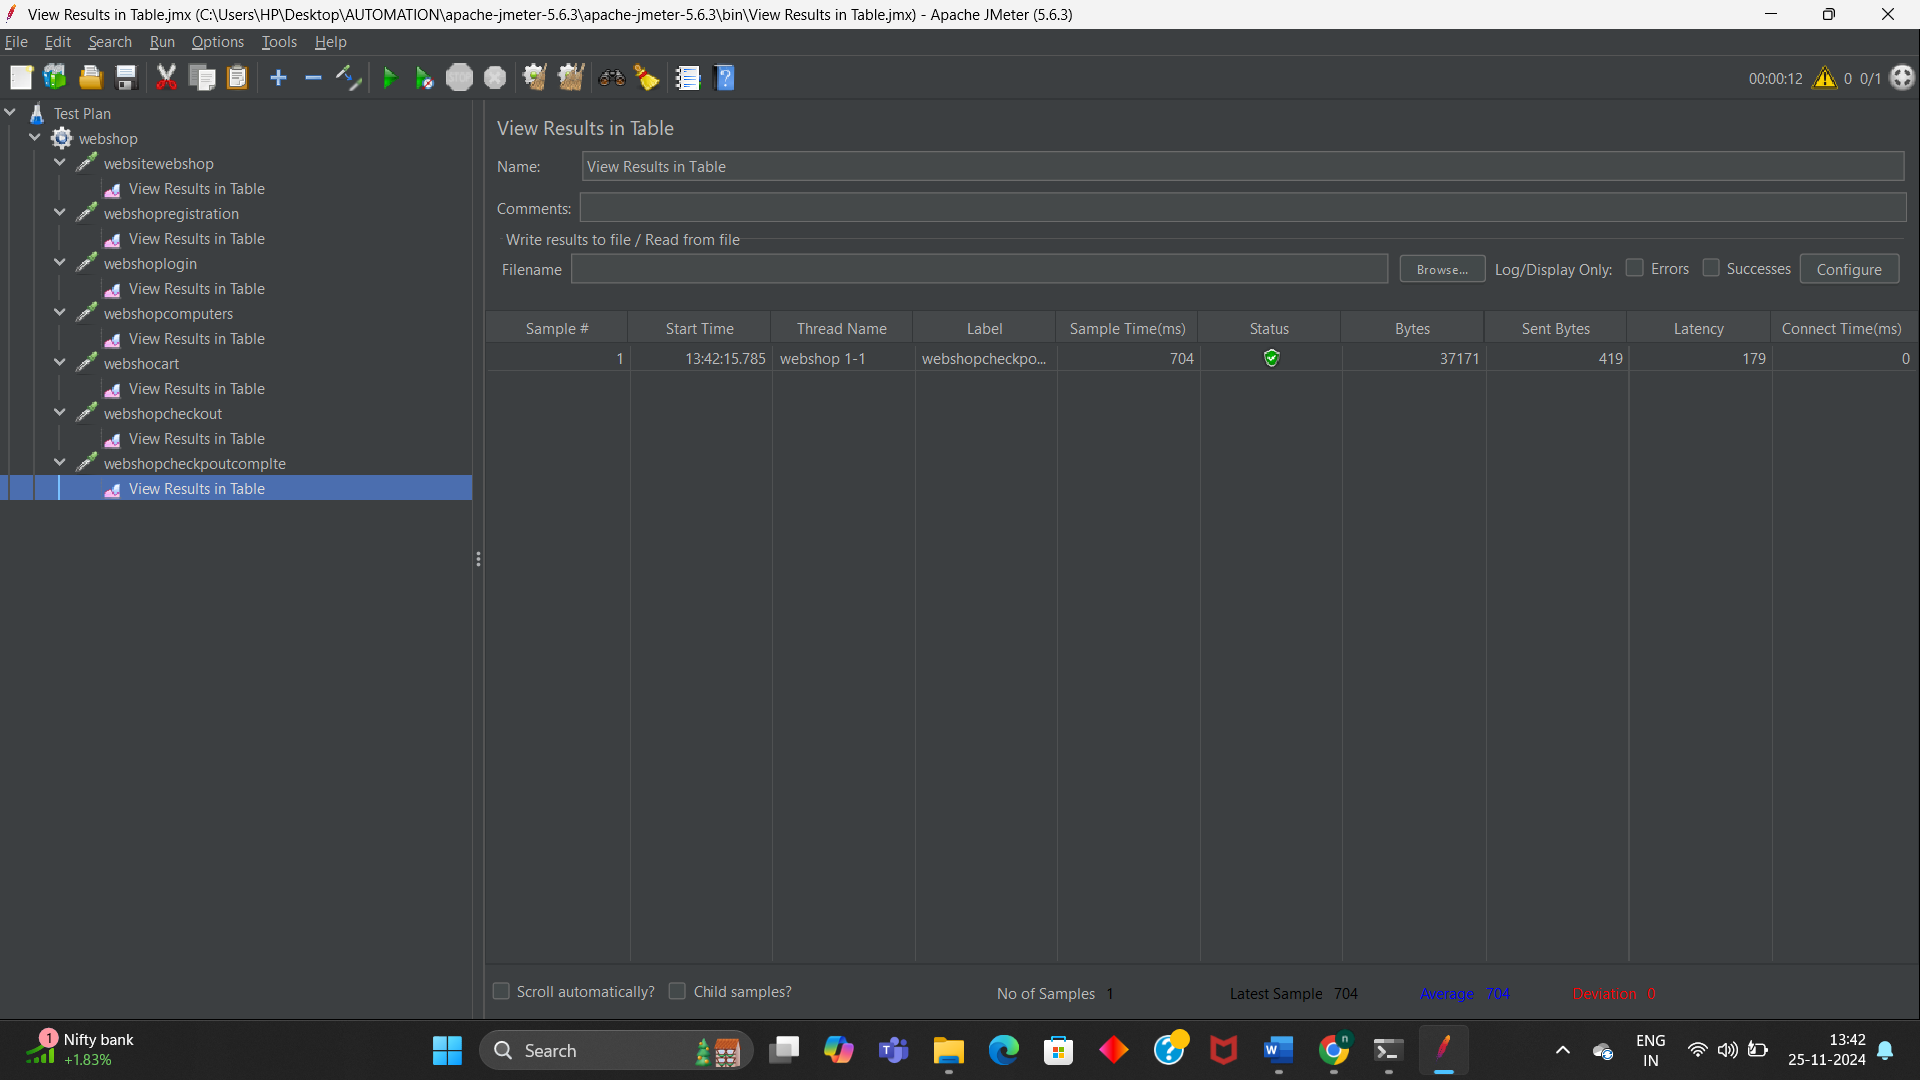 View Results in Table.jmx (C:\Users\HP\Desktop\AUTOMATION\apache-jmeter-5.6.3\apache-jmeter-5.6.3\bin\View Results in Table.jmx) - Apache JMeter (5.6.3)
File Edit Search Run Options Tools Help
STOP
00:00:12 0 0/1
Test Plan
webshop
websitewebshop
View Results in Table
webshopregistration
View Results in Table
webshoplogin
View Results in Table
webshopcomputers
View Results in Table
webshocart
View Results in Table
webshopcheckout
View Results in Table
webshopcheckpoutcomplte
View Results in Table
View Results in Table
Name: View Results in Table
Comments:
Write results to file / Read from file
Filename Browse... Log/Display Only: Errors Successes Configure
Sample # Start Time Thread Name Label Sample Time(ms) Status Bytes Sent Bytes Latency Connect Time(ms)
1 13:42:15.785 webshop 1-1 webshopcheckpo... 704 37171 419 179 0
Scroll automatically? Child samples? No of Samples 1 Latest Sample 704 Average 704 Deviation 0
1 Nifty bank
+1.83%
Search
ENG
IN
13:42
25-11-2024